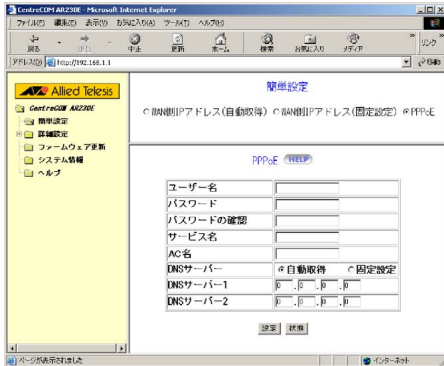 CentreCOM AR230E - Microsoft Internet Explorer
ファイル(F) 編集(E) 表示(V) お気に入り(A) ツール(T) ヘルプ(H)
戻る 中止 更新 ホーム 検索 お気に入り メディア
アドレス(D) http://192.168.1.1 移動 リンク
Allied Telesis
CentreCOM AR230E
簡単設定
詳細設定
ファームウェア更新
システム情報
ヘルプ
簡単設定
WAN側IPアドレス(自動取得) WAN側IPアドレス(固定設定) PPPoE
PPPoE HELP
ユーザー名
パスワード
パスワードの確認
サービス名
AC名
DNSサーバー 自動取得 固定設定
DNSサーバー1 0 . 0 . 0 . 0
DNSサーバー2 0 . 0 . 0 . 0
設定 状態
ページが表示されました インターネット